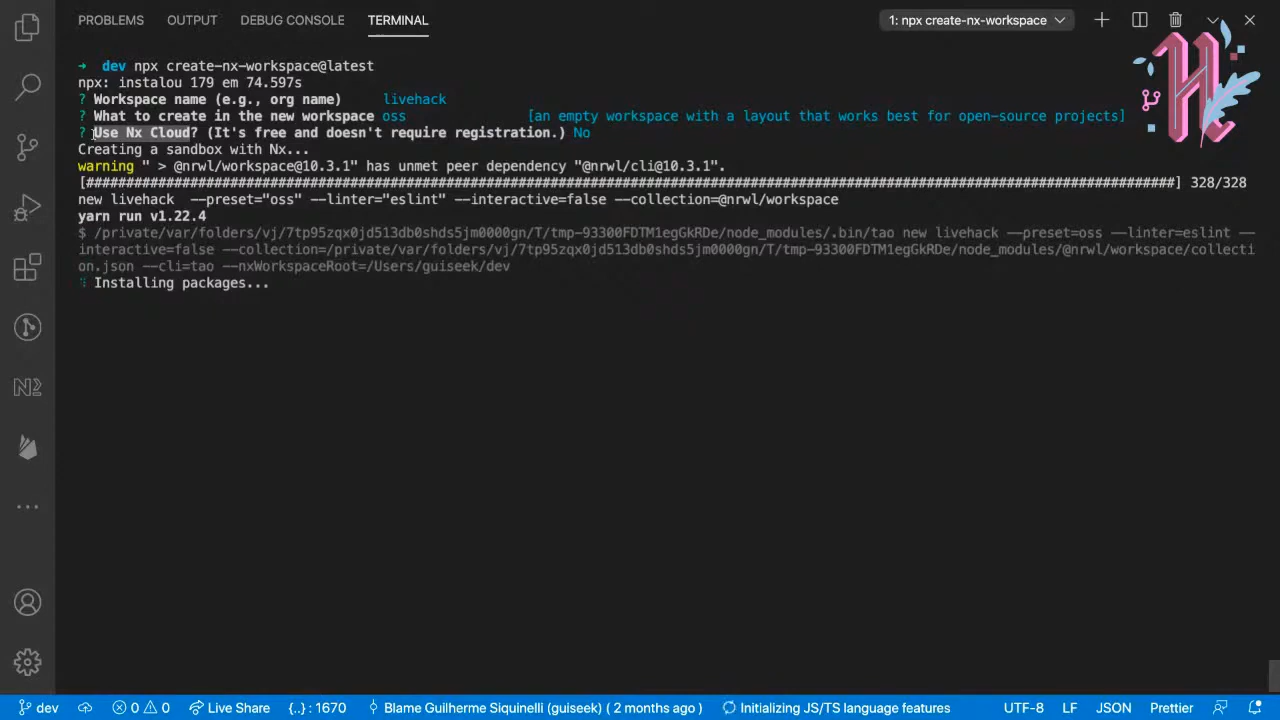 PROBLEMS OUTPUT DEBUG CONSOLE TERMINAL 1: npx create-nx-workspace
→ dev npx create-nx-workspace@latest
npx: instalou 179 em 74.597s
? Workspace name (e.g., org name) livehack
? What to create in the new workspace oss [an empty workspace with a layout that works best for open-source projects]
? Use Nx Cloud? (It's free and doesn't require registration.) No
Creating a sandbox with Nx...
warning " > @nrwl/workspace@10.3.1" has unmet peer dependency "@nrwl/cli@10.3.1".
[########################################################################################################################################] 328/328
new livehack --preset="oss" --linter="eslint" --interactive=false --collection=@nrwl/workspace
yarn run v1.22.4
$ /private/var/folders/vj/7tp95zqx0jd513db0shds5jm0000gn/T/tmp-93300FDTM1egGkRDe/node_modules/.bin/tao new livehack --preset=oss --linter=eslint --
interactive=false --collection=/private/var/folders/vj/7tp95zqx0jd513db0shds5jm0000gn/T/tmp-93300FDTM1egGkRDe/node_modules/@nrwl/workspace/collecti
on.json --cli=tao --nxWorkspaceRoot=/Users/guiseek/dev
Installing packages...
dev 0 0 Live Share {..} : 1670 Blame Guilherme Siquinelli (guiseek) ( 2 months ago ) Initializing JS/TS language features UTF-8 LF JSON Prettier